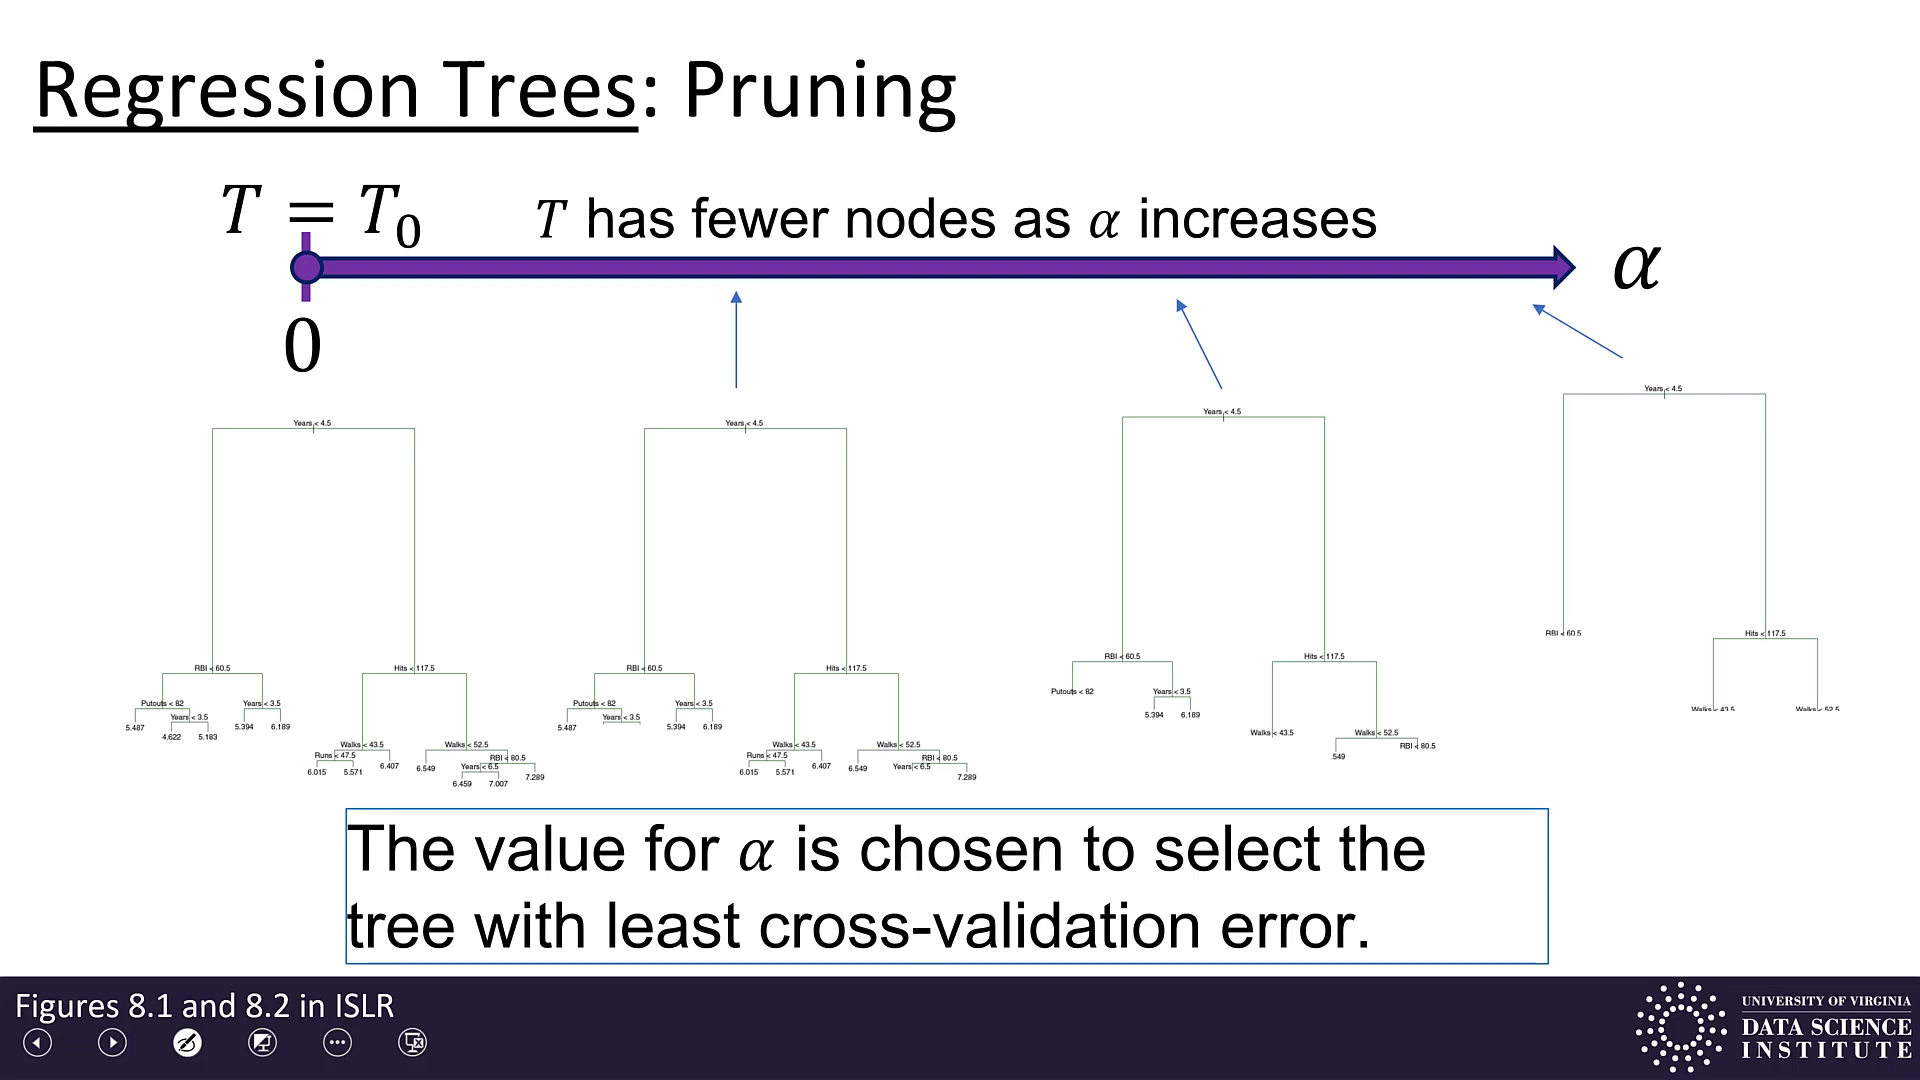 Regression Trees: Pruning
T = T₀
T has fewer nodes as α increases
α
0
Years < 4.5
RBI < 60.5
Hits < 117.5
Putouts < 82
Years < 3.5
Years < 3.5
5.487
4.622
5.183
5.394
6.189
Walks < 43.5
Walks < 52.5
Runs < 47.5
RBI < 80.5
6.407
6.549
Years < 6.5
6.015
5.571
7.289
6.459
7.007
Years < 4.5
RBI < 60.5
Hits < 117.5
Putouts < 82
Years < 3.5
Years < 3.5
5.487
5.394
6.189
Walks < 43.5
Walks < 52.5
Runs < 47.5
RBI < 80.5
6.407
6.549
Years < 6.5
6.015
5.571
7.289
Years < 4.5
RBI < 60.5
Hits < 117.5
Putouts < 82
Years < 3.5
5.394
6.189
Walks < 43.5
Walks < 52.5
RBI < 80.5
.549
Years < 4.5
RBI < 60.5
Hits < 117.5
Walks < 43.5
Walks < 52.5
The value for α is chosen to select the
tree with least cross-validation error.
Figures 8.1 and 8.2 in ISLR
UNIVERSITY OF VIRGINIA
DATA SCIENCE
INSTITUTE